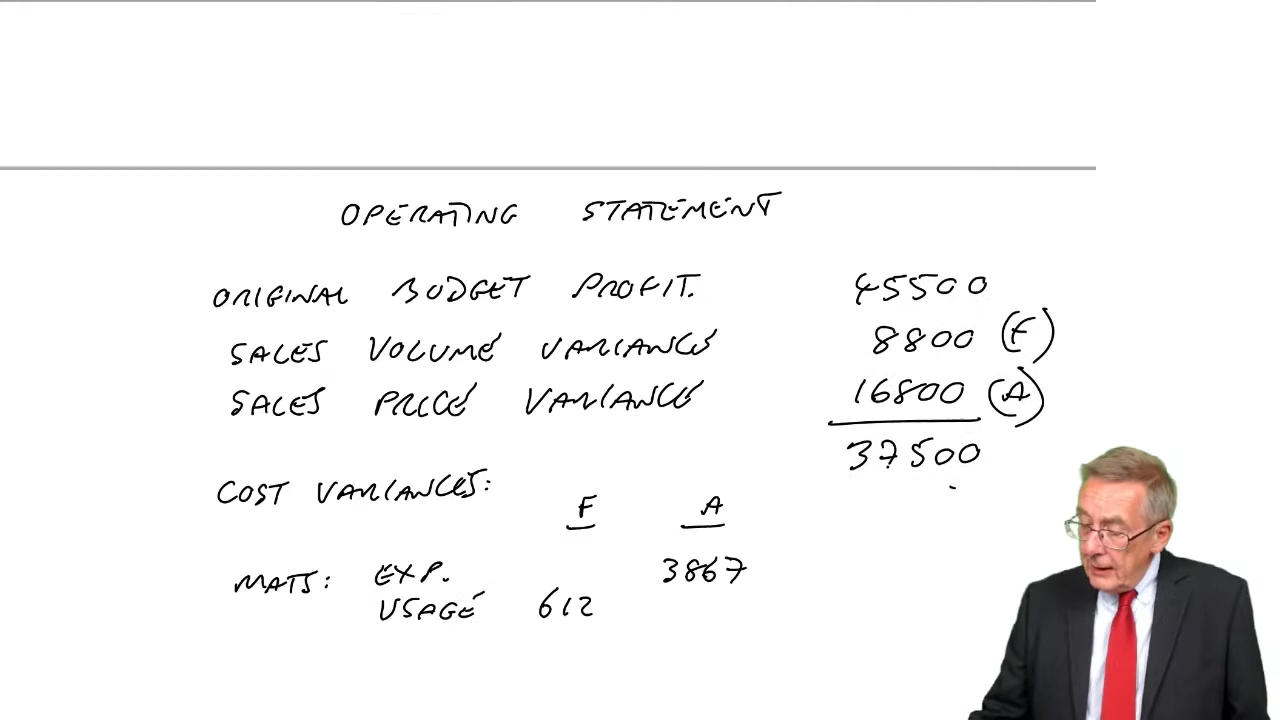 OPERATING STATEMENT
ORIGINAL BUDGET PROFIT. 45500
SALES VOLUME VARIANCE 8800 (F)
SALES PRICE VARIANCE 16800 (A)
37500
COST VARIANCES:
F A
MATS: EXP. 3867
USAGE 612